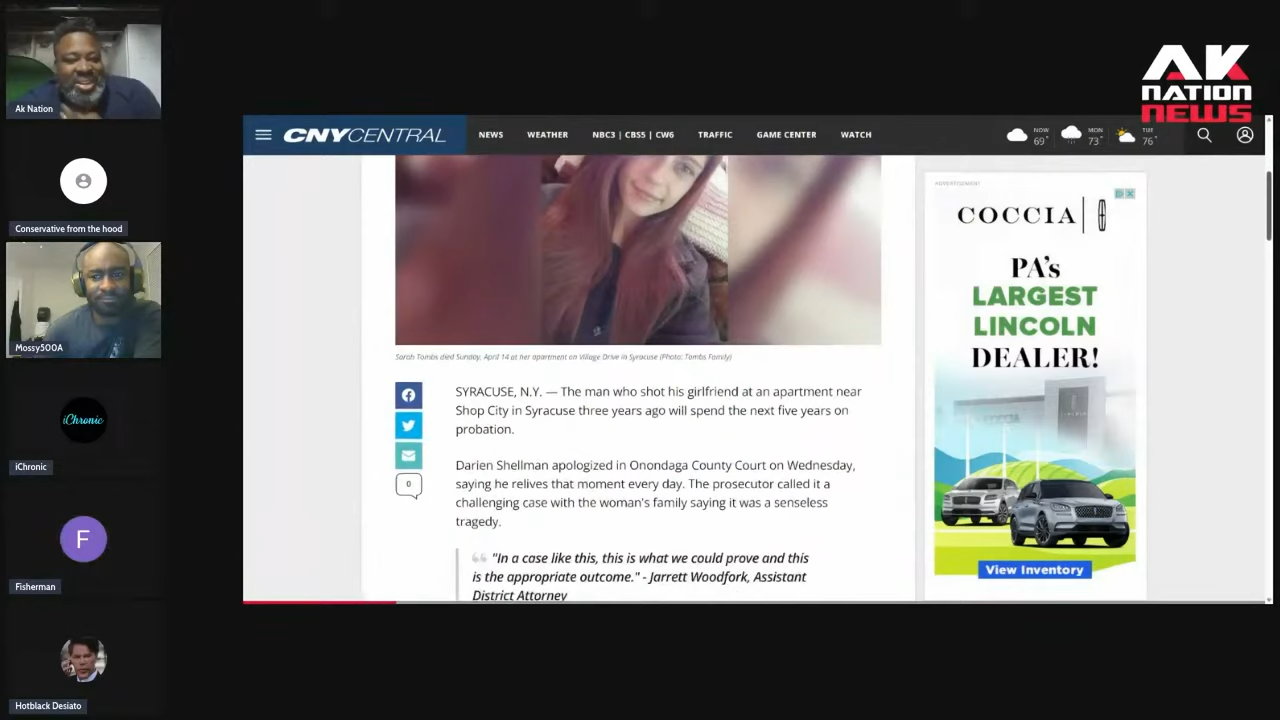 Ak Nation
Conservative from the hood
Mossy500A
iChronic
iChronic
F
Fisherman
Hotblack Desiato
AK
NATION
NEWS
CNYCENTRAL
NEWS
WEATHER
NBC3 | CBS5 | CW6
TRAFFIC
GAME CENTER
WATCH
NOW
69°
MON
73°
TUE
76°
Sarah Tombs died Sunday, April 14 at her apartment on Village Drive in Syracuse (Photo: Tombs Family)
0
SYRACUSE, N.Y. — The man who shot his girlfriend at an apartment near
Shop City in Syracuse three years ago will spend the next five years on
probation.
Darien Shellman apologized in Onondaga County Court on Wednesday,
saying he relives that moment every day. The prosecutor called it a
challenging case with the woman's family saying it was a senseless
tragedy.
"In a case like this, this is what we could prove and this
is the appropriate outcome." - Jarrett Woodfork, Assistant
District Attorney
ADVERTISEMENT
COCCIA
PA's
LARGEST
LINCOLN
DEALER!
View Inventory